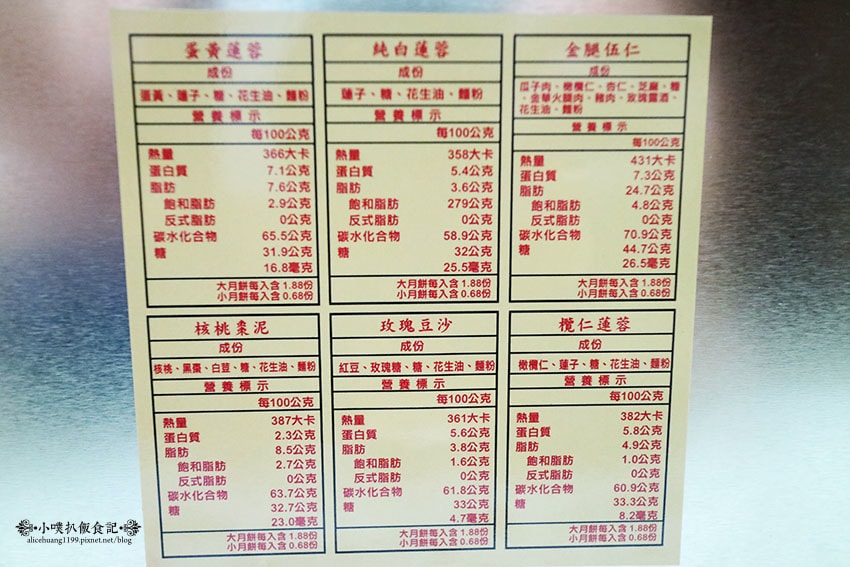 蛋黃蓮蓉
成份
蛋黃、蓮子、糖、花生油、麵粉
營養標示
每100公克
熱量 366大卡
蛋白質 7.1公克
脂肪 7.6公克
飽和脂肪 2.9公克
反式脂肪 0公克
碳水化合物 65.5公克
糖 31.9公克
16.8毫克
大月餅每入含 1.88份
小月餅每入含 0.68份
純白蓮蓉
成份
蓮子、糖、花生油、麵粉
營養標示
每100公克
熱量 358大卡
蛋白質 5.4公克
脂肪 3.6公克
飽和脂肪 279公克
反式脂肪 0公克
碳水化合物 58.9公克
糖 32公克
25.5毫克
大月餅每入含 1.88份
小月餅每入含 0.68份
金腿伍仁
成份
瓜子肉、橄欖仁、杏仁、芝麻、糖
、金華火腿肉、豬肉、玫瑰露酒、
花生油、麵粉
營養標示
每100公克
熱量 431大卡
蛋白質 7.3公克
脂肪 24.7公克
飽和脂肪 4.8公克
反式脂肪 0公克
碳水化合物 70.9公克
糖 44.7公克
26.5毫克
大月餅每入含 1.88份
小月餅每入含 0.68份
核桃棗泥
成份
核桃、黑棗、白荳、糖、花生油、麵粉
營養標示
每100公克
熱量 387大卡
蛋白質 2.3公克
脂肪 8.5公克
飽和脂肪 2.7公克
反式脂肪 0公克
碳水化合物 63.7公克
糖 32.7公克
23.0毫克
大月餅每入含 1.88份
小月餅每入含 0.68份
玫瑰豆沙
成份
紅豆、玫瑰糖、糖、花生油、麵粉
營養標示
每100公克
熱量 361大卡
蛋白質 5.6公克
脂肪 3.8公克
飽和脂肪 1.6公克
反式脂肪 0公克
碳水化合物 61.8公克
糖 33公克
4.7毫克
大月餅每入含 1.88份
小月餅每入含 0.68份
欖仁蓮蓉
成份
橄欖仁、蓮子、糖、花生油、麵粉
營養標示
每100公克
熱量 382大卡
蛋白質 5.8公克
脂肪 4.9公克
飽和脂肪 1.0公克
反式脂肪 0公克
碳水化合物 60.9公克
糖 33.3公克
8.2毫克
大月餅每入含 1.88份
小月餅每入含 0.68份
小噗扒飯食記
alicehuang1199.pixnet.net/blog